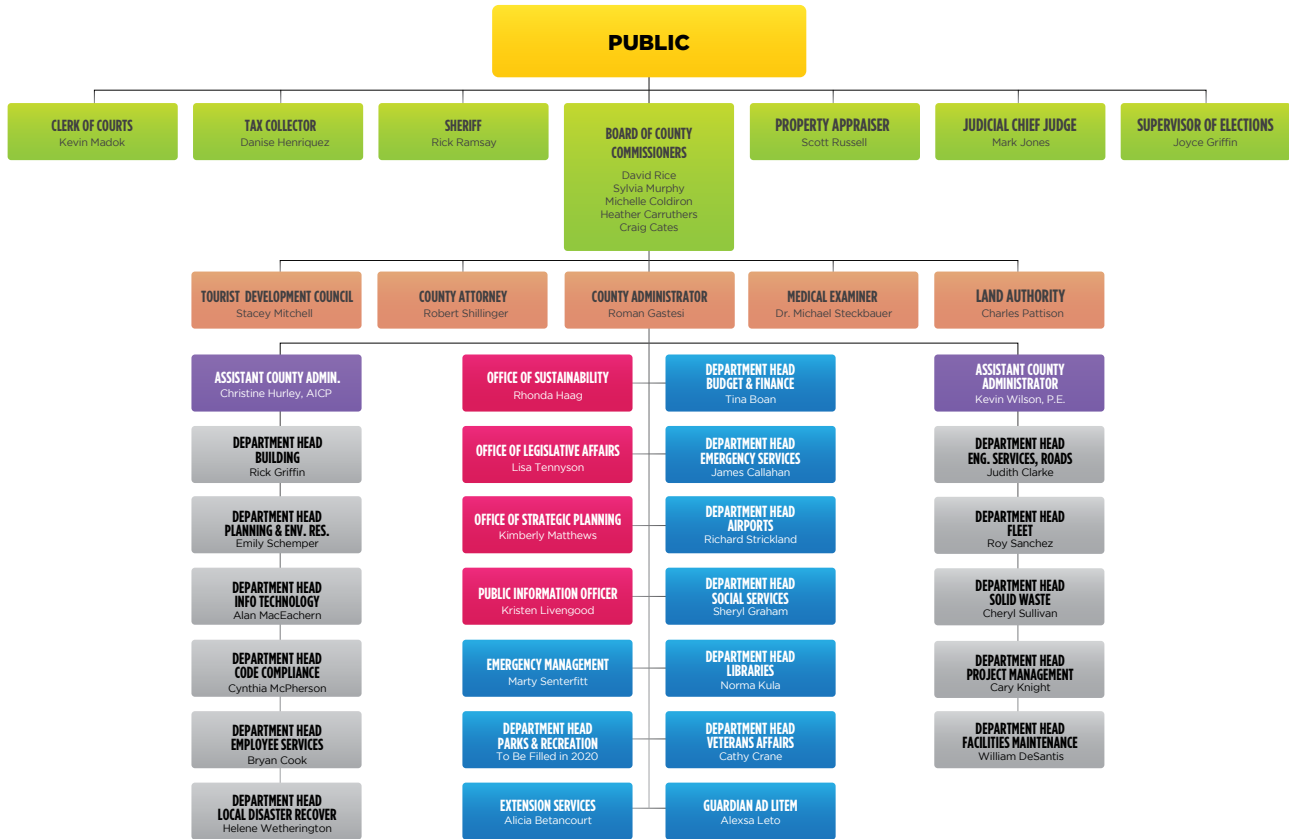 PUBLIC
CLERK OF COURTS
Kevin Madok
TAX COLLECTOR
Danise Henriquez
SHERIFF
Rick Ramsay
BOARD OF COUNTY
COMMISSIONERS
David Rice
Sylvia Murphy
Michelle Coldiron
Heather Carruthers
Craig Cates
PROPERTY APPRAISER
Scott Russell
JUDICIAL CHIEF JUDGE
Mark Jones
SUPERVISOR OF ELECTIONS
Joyce Griffin
TOURIST DEVELOPMENT COUNCIL
Stacey Mitchell
COUNTY ATTORNEY
Robert Shillinger
COUNTY ADMINISTRATOR
Roman Gastesi
MEDICAL EXAMINER
Dr. Michael Steckbauer
LAND AUTHORITY
Charles Pattison
ASSISTANT COUNTY ADMIN.
Christine Hurley, AICP
DEPARTMENT HEAD
BUILDING
Rick Griffin
DEPARTMENT HEAD
PLANNING & ENV. RES.
Emily Schemper
DEPARTMENT HEAD
INFO TECHNOLOGY
Alan MacEachern
DEPARTMENT HEAD
CODE COMPLIANCE
Cynthia McPherson
DEPARTMENT HEAD
EMPLOYEE SERVICES
Bryan Cook
DEPARTMENT HEAD
LOCAL DISASTER RECOVER
Helene Wetherington
OFFICE OF SUSTAINABILITY
Rhonda Haag
OFFICE OF LEGISLATIVE AFFAIRS
Lisa Tennyson
OFFICE OF STRATEGIC PLANNING
Kimberly Matthews
PUBLIC INFORMATION OFFICER
Kristen Livengood
EMERGENCY MANAGEMENT
Marty Senterfitt
DEPARTMENT HEAD
PARKS & RECREATION
To Be Filled in 2020
EXTENSION SERVICES
Alicia Betancourt
DEPARTMENT HEAD
BUDGET & FINANCE
Tina Boan
DEPARTMENT HEAD
EMERGENCY SERVICES
James Callahan
DEPARTMENT HEAD
AIRPORTS
Richard Strickland
DEPARTMENT HEAD
SOCIAL SERVICES
Sheryl Graham
DEPARTMENT HEAD
LIBRARIES
Norma Kula
DEPARTMENT HEAD
VETERANS AFFAIRS
Cathy Crane
GUARDIAN AD LITEM
Alexsa Leto
ASSISTANT COUNTY
ADMINISTRATOR
Kevin Wilson, P.E.
DEPARTMENT HEAD
ENG. SERVICES, ROADS
Judith Clarke
DEPARTMENT HEAD
FLEET
Roy Sanchez
DEPARTMENT HEAD
SOLID WASTE
Cheryl Sullivan
DEPARTMENT HEAD
PROJECT MANAGEMENT
Cary Knight
DEPARTMENT HEAD
FACILITIES MAINTENANCE
William DeSantis